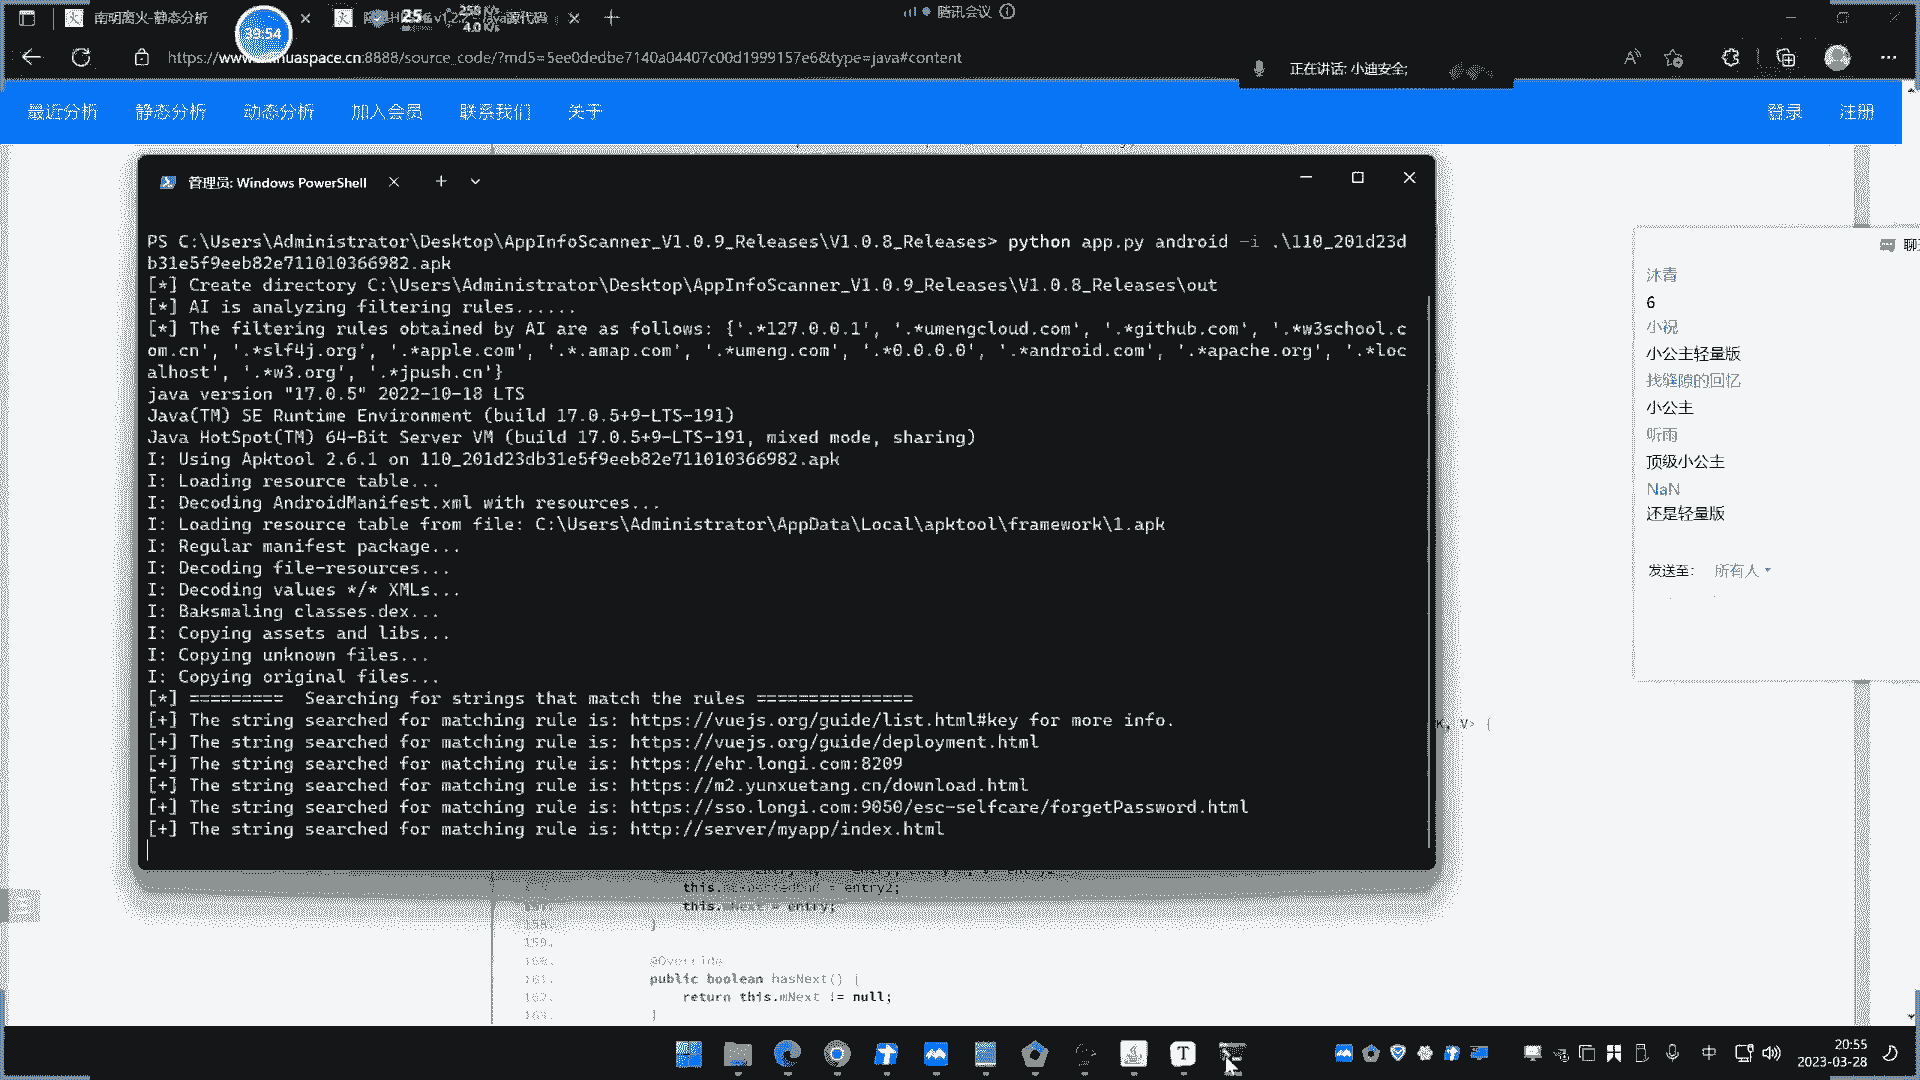 南明离火-静态分析
39:54
25
4.0 K/s
v1.2.2 - Java源代码
腾讯会议
:8888/source_code/?md5=5ee0dedbe7140a04407c00d1999157e6&type=java#content
正在讲话: 小迪安全;
最近分析 静态分析 动态分析 加入会员 联系我们 关于 登录 注册
管理员: Windows PowerShell
PS C:\Users\Administrator\Desktop\AppInfoScanner_V1.0.9_Releases\V1.0.8_Releases> python app.py android -i .\110_201d23d
b31e5f9eeb82e711010366982.apk
[*] Create directory C:\Users\Administrator\Desktop\AppInfoScanner_V1.0.9_Releases\V1.0.8_Releases\out
[*] AI is analyzing filtering rules......
[*] The filtering rules obtained by AI are as follows: {'.*127.0.0.1', '.*umengcloud.com', '.*github.com', '.*w3school.c
om.cn', '.*slf4j.org', '.*apple.com', '.*.amap.com', '.*umeng.com', '.*0.0.0.0', '.*android.com', '.*apache.org', '.*loc
alhost', '.*w3.org', '.*jpush.cn'}
java version "17.0.5" 2022-10-18 LTS
Java(TM) SE Runtime Environment (build 17.0.5+9-LTS-191)
Java HotSpot(TM) 64-Bit Server VM (build 17.0.5+9-LTS-191, mixed mode, sharing)
I: Using Apktool 2.6.1 on 110_201d23db31e5f9eeb82e711010366982.apk
I: Loading resource table...
I: Decoding AndroidManifest.xml with resources...
I: Loading resource table from file: C:\Users\Administrator\AppData\Local\apktool\framework\1.apk
I: Regular manifest package...
I: Decoding file-resources...
I: Decoding values */* XMLs...
I: Baksmaling classes.dex...
I: Copying assets and libs...
I: Copying unknown files...
I: Copying original files...
[*] =========  Searching for strings that match the rules ===============
[+] The string searched for matching rule is: https://vuejs.org/guide/list.html#key for more info.
[+] The string searched for matching rule is: https://vuejs.org/guide/deployment.html
[+] The string searched for matching rule is: https://ehr.longi.com:8209
[+] The string searched for matching rule is: https://m2.yunxuetang.cn/download.html
[+] The string searched for matching rule is: https://sso.longi.com:9050/esc-selfcare/forgetPassword.html
[+] The string searched for matching rule is: http://server/myapp/index.html
沐青
6
小祝
小公主轻量版
找缝隙的回忆
小公主
听雨
顶级小公主
NaN
还是轻量版
发送至: 所有人
K, V> {
= entry2;
this. = entry;
158. }
159.
160. @Override
161. public boolean hasNext() {
162. return this.mNext != null;
163. }
中
20:55
2023-03-28